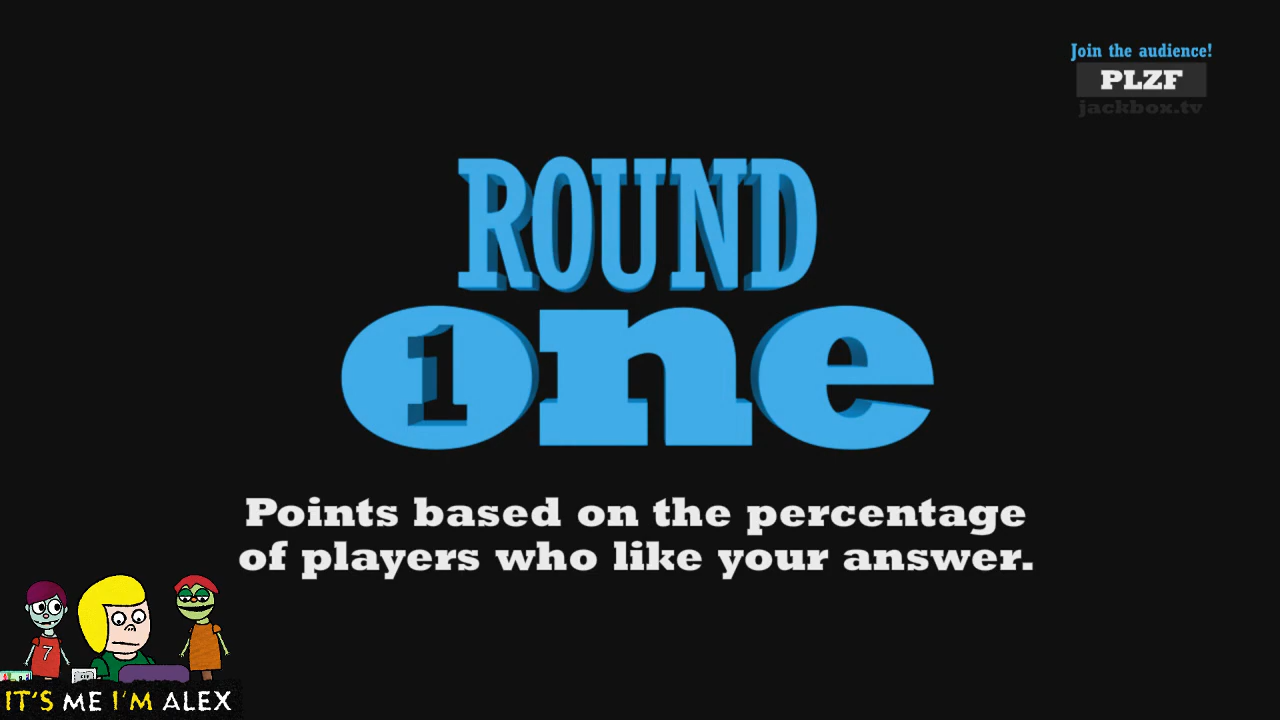 Join the audience!
PLZF
jackbox.tv
ROUND
1
one
Points based on the percentage
of players who like your answer.
7
IT'S ME I'M ALEX